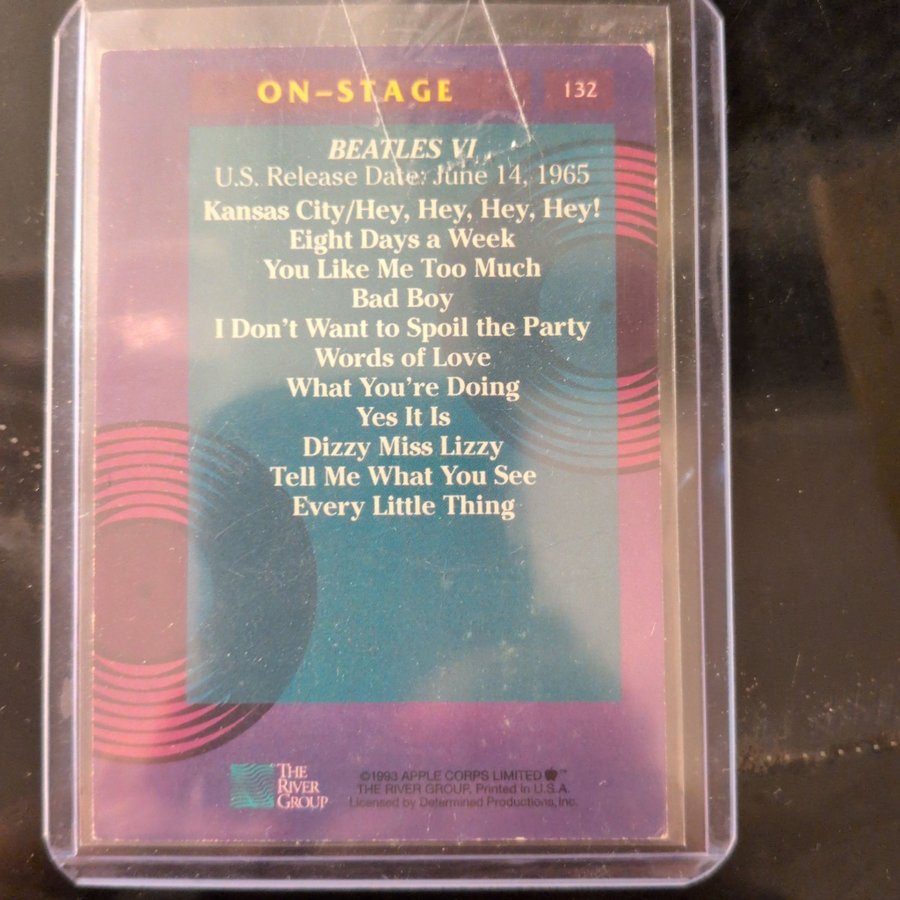 ON-STAGE
132
BEATLES VI
U.S. Release Date: June 14, 1965
Kansas City/Hey, Hey, Hey, Hey!
Eight Days a Week
You Like Me Too Much
Bad Boy
I Don't Want to Spoil the Party
Words of Love
What You're Doing
Yes It Is
Dizzy Miss Lizzy
Tell Me What You See
Every Little Thing
THE
RIVER
GROUP
©1993 APPLE CORPS LIMITED ™
THE RIVER GROUP. Printed in U.S.A.
Licensed by Determined Productions, Inc.